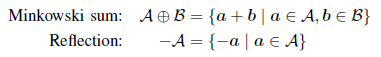 Minkowski sum: 𝒜 ⊕ ℬ = {a + b | a ∈ 𝒜, b ∈ ℬ}
Reflection: −𝒜 = {−a | a ∈ 𝒜}